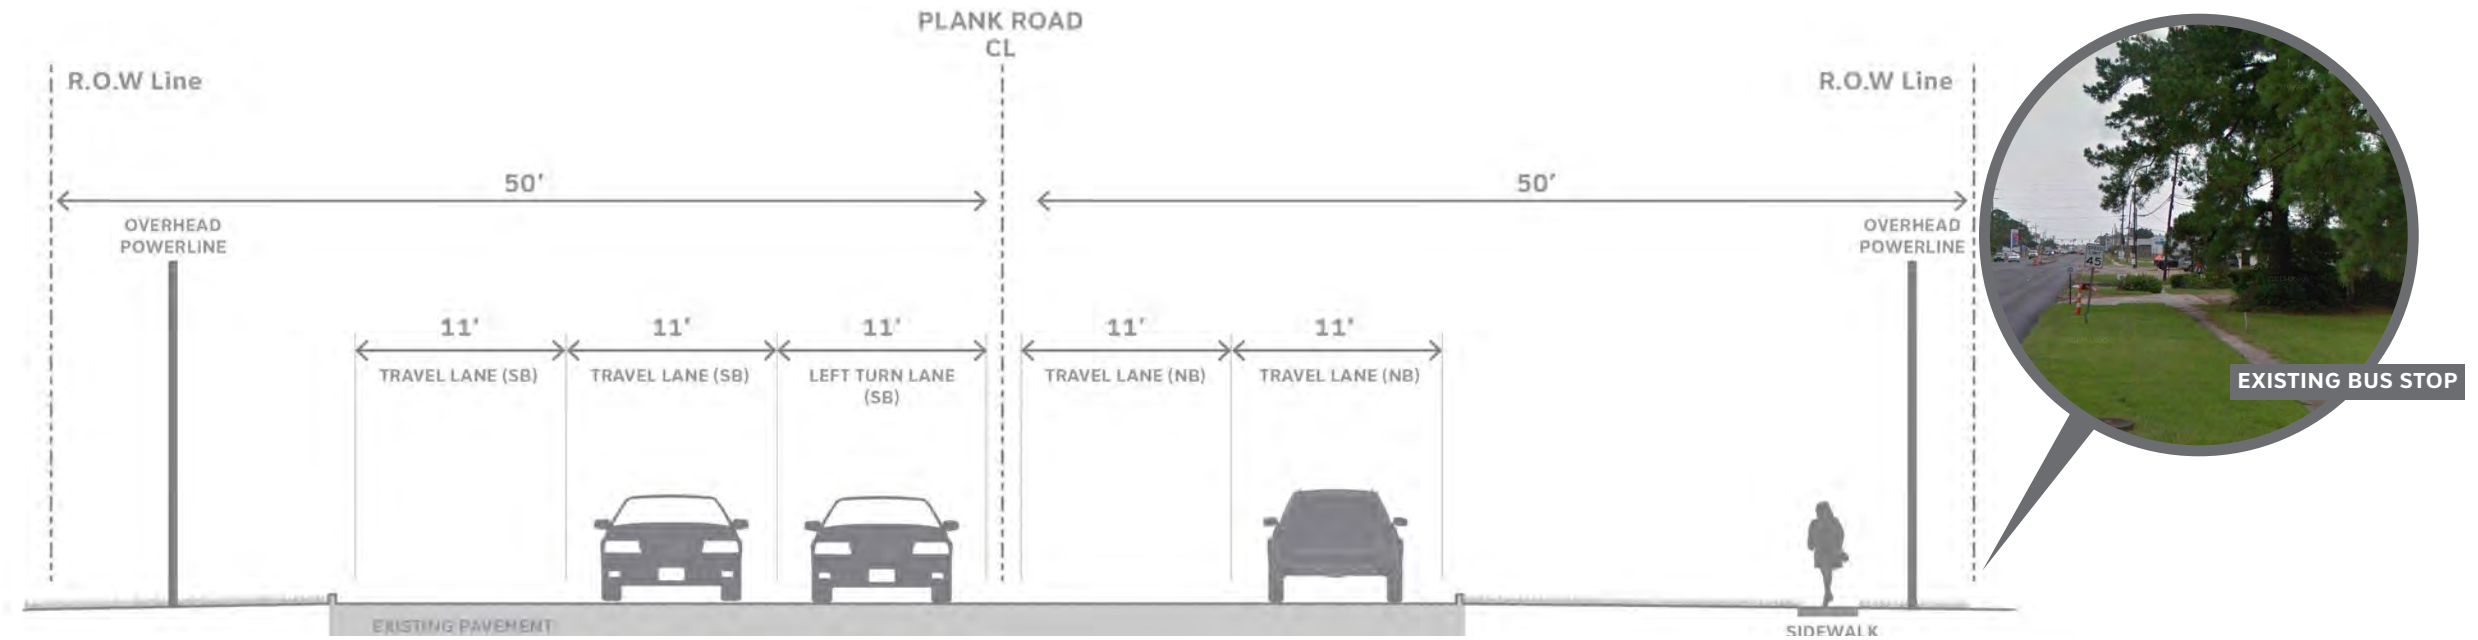 PLANK ROAD
CL
R.O.W Line
R.O.W Line
50'
50'
OVERHEAD
POWERLINE
OVERHEAD
POWERLINE
11'
11'
11'
11'
11'
TRAVEL LANE (SB)
TRAVEL LANE (SB)
LEFT TURN LANE
(SB)
TRAVEL LANE (NB)
TRAVEL LANE (NB)
45
EXISTING BUS STOP
EXISTING PAVEMENT
SIDEWALK